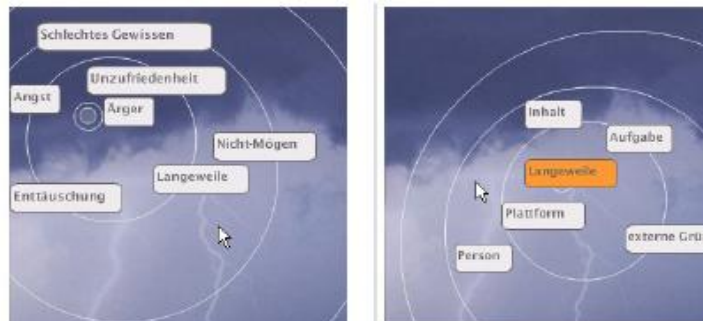 Schlechtes Gewissen
Unzufriedenheit
Angst
Ärger
Nicht-Mögen
Langeweile
Enttäuschung
Inhalt
Aufgabe
Langeweile
Plattform
externe Grü
Person